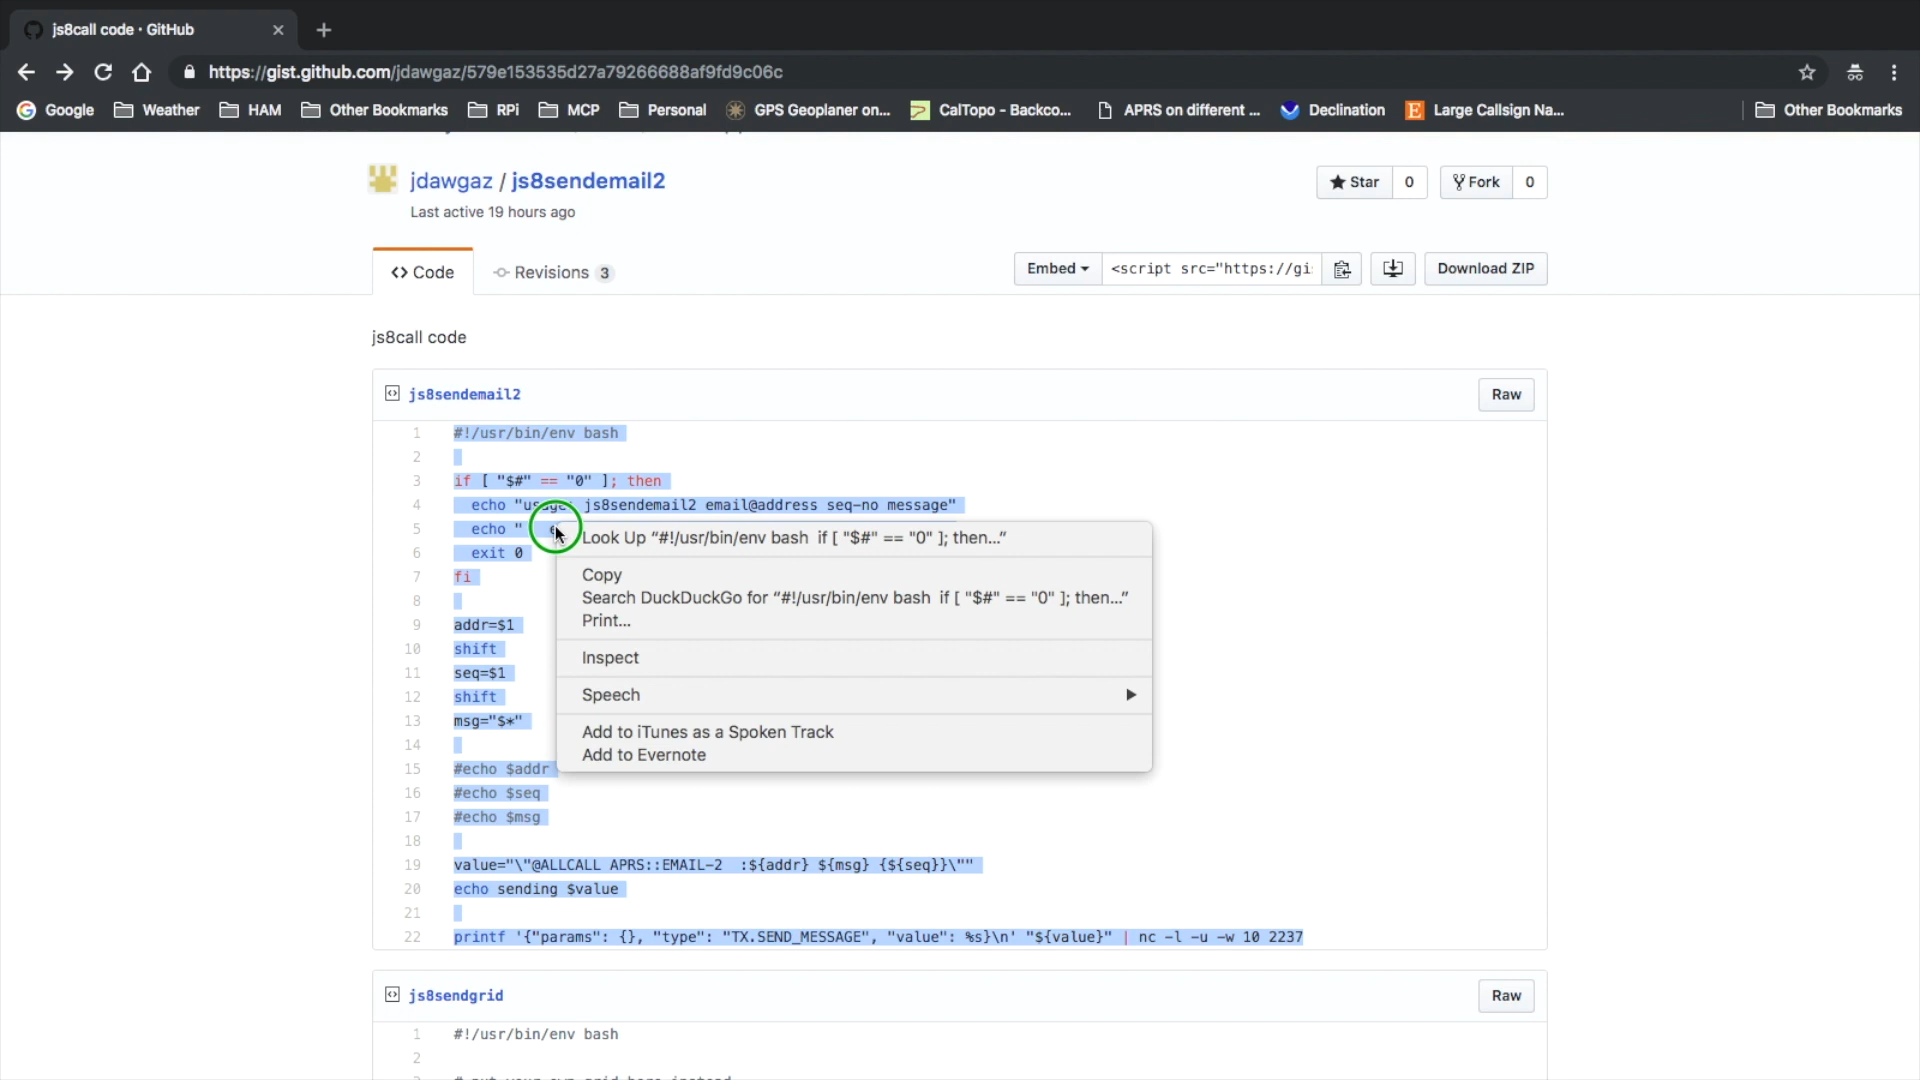 js8call code · GitHub
https://gist.github.com/jdawgaz/579e153535d27a79266688af9fd9c06c
Google Weather HAM Other Bookmarks RPi MCP Personal GPS Geoplaner on... CalTopo - Backco... APRS on different ... Declination Large Callsign Na... Other Bookmarks
jdawgaz / js8sendemail2
Star 0 Fork 0
Last active 19 hours ago
<> Code Revisions 3
Embed <script src="https://gi: Download ZIP
js8call code
js8sendemail2 Raw
1 #!/usr/bin/env bash
2
3 if [ "$#" == "0" ]; then
4 echo "usage: js8sendemail2 email@address seq-no message"
5 echo "
Look Up “#!/usr/bin/env bash if [ "$#" == "0" ]; then...”
6 exit 0
Copy
7 fi
Search DuckDuckGo for “#!/usr/bin/env bash if [ "$#" == "0" ]; then...”
8
Print...
9 addr=$1
10 shift
Inspect
11 seq=$1
12 shift
Speech
13 msg="$*"
Add to iTunes as a Spoken Track
14
Add to Evernote
15 #echo $addr
16 #echo $seq
17 #echo $msg
18
19 value="\"@ALLCALL APRS::EMAIL-2  :${addr} ${msg} {${seq}}\""
20 echo sending $value
21
22 printf '{"params": {}, "type": "TX.SEND_MESSAGE", "value": %s}\n' "${value}" | nc -l -u -w 10 2237
js8sendgrid Raw
1 #!/usr/bin/env bash
2